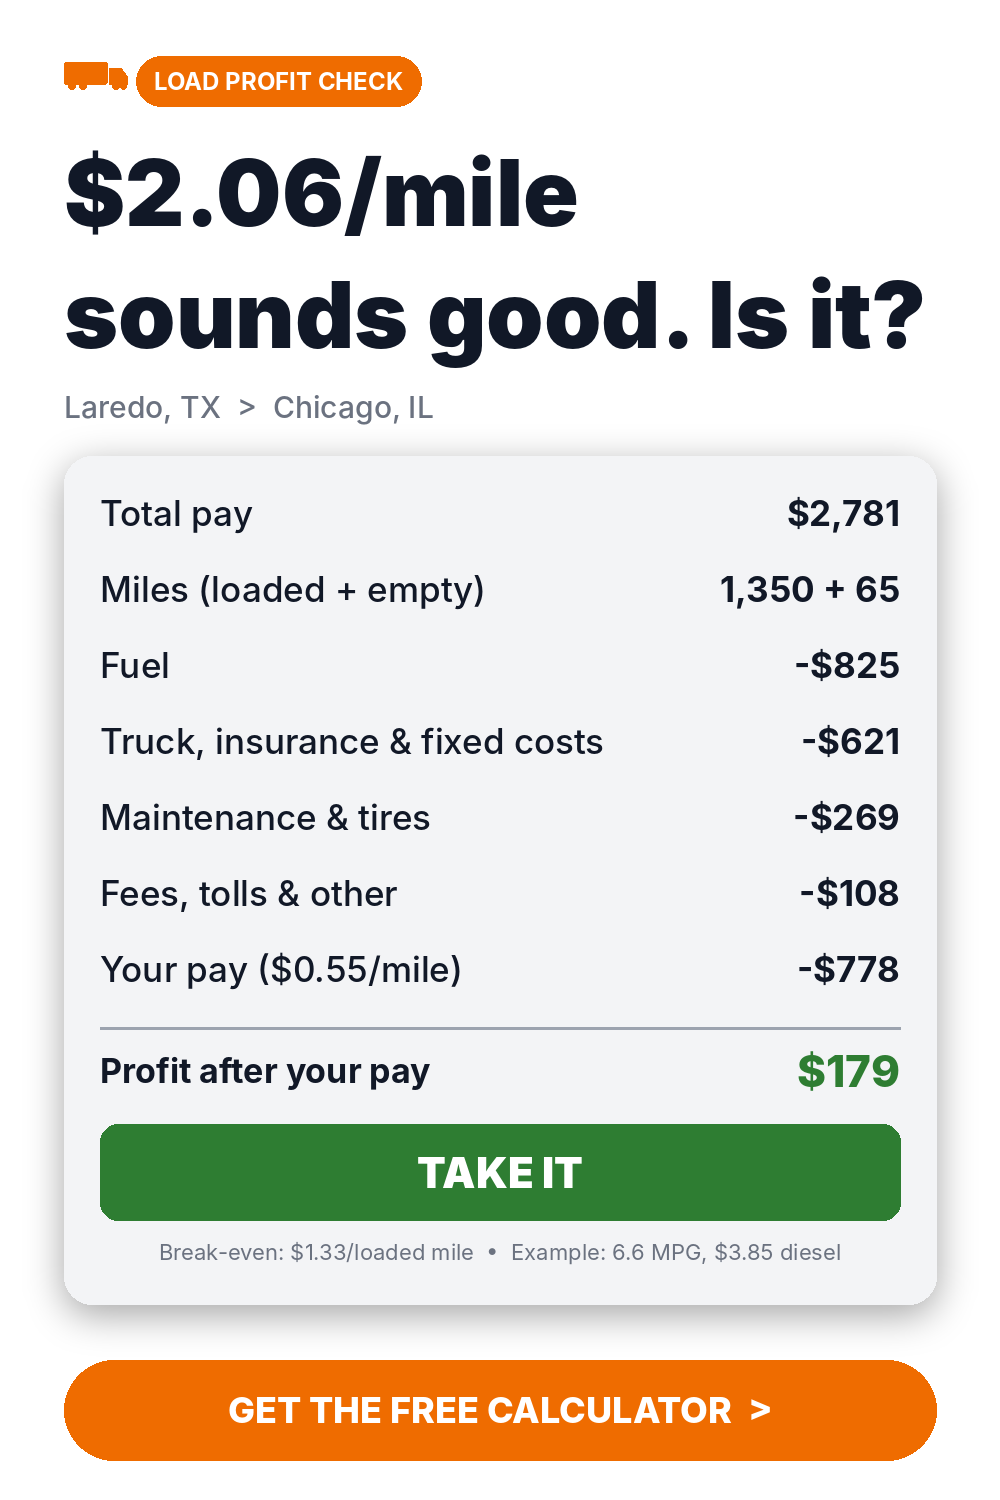 LOAD PROFIT CHECK
$2.06/mile
sounds good. Is it?
Laredo, TX > Chicago, IL
Total pay $2,781
Miles (loaded + empty) 1,350 + 65
Fuel -$825
Truck, insurance & fixed costs -$621
Maintenance & tires -$269
Fees, tolls & other -$108
Your pay ($0.55/mile) -$778
Profit after your pay $179
TAKE IT
Break-even: $1.33/loaded mile • Example: 6.6 MPG, $3.85 diesel
GET THE FREE CALCULATOR >